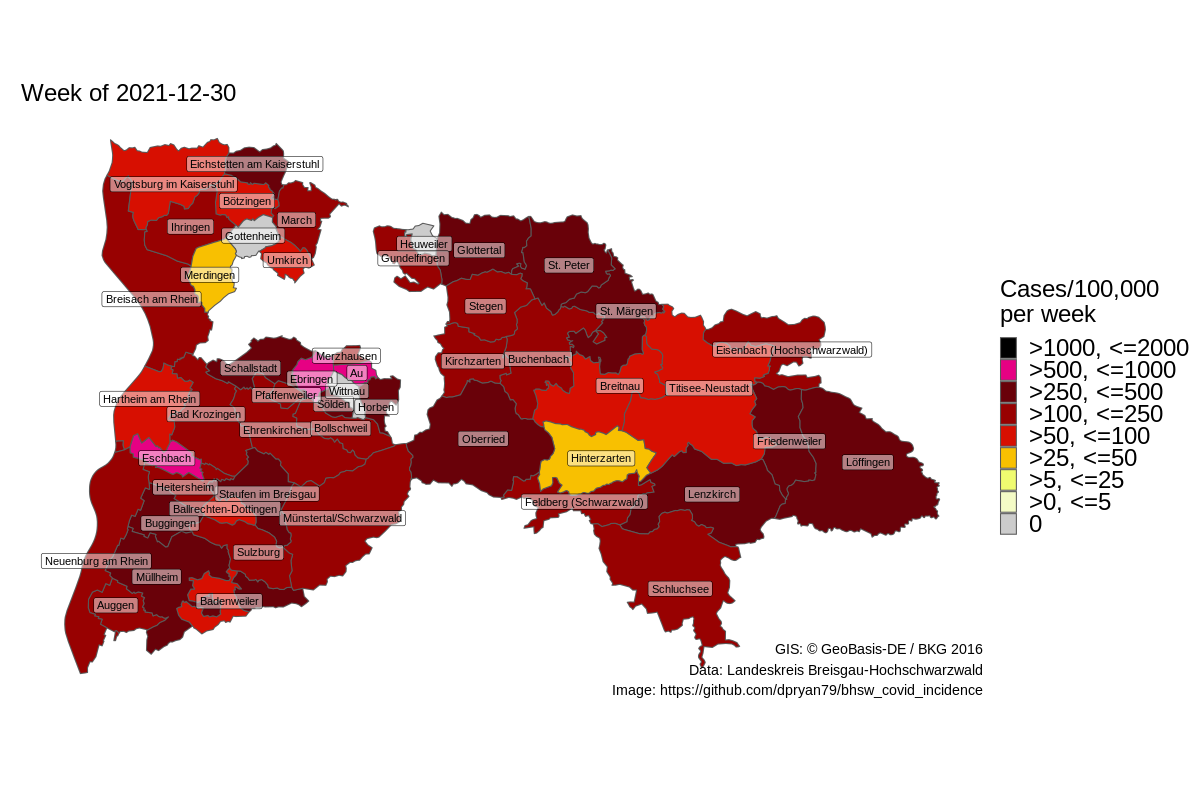 Week of 2021-12-30
Eichstetten am Kaiserstuhl
Vogtsburg im Kaiserstuhl
Bötzingen
March
Ihringen
Gottenheim
Umkirch
Merdingen
Breisach am Rhein
Heuweiler
Gundelfingen
Glottertal
St. Peter
Stegen
St. Märgen
Eisenbach (Hochschwarzwald)
Kirchzarten
Buchenbach
Breitnau
Titisee-Neustadt
Merzhausen
Schallstadt
Ebringen
Au
Wittnau
Pfaffenweiler
Sölden
Horben
Hartheim am Rhein
Bad Krozingen
Ehrenkirchen
Bollschweil
Oberried
Hinterzarten
Friedenweiler
Löffingen
Eschbach
Heitersheim
Staufen im Breisgau
Ballrechten-Dottingen
Buggingen
Münstertal/Schwarzwald
Feldberg (Schwarzwald)
Lenzkirch
Neuenburg am Rhein
Sulzburg
Müllheim
Auggen
Badenweiler
Schluchsee
Cases/100,000
per week
>1000, <=2000
>500, <=1000
>250, <=500
>100, <=250
>50, <=100
>25, <=50
>5, <=25
>0, <=5
0
GIS: © GeoBasis-DE / BKG 2016
Data: Landeskreis Breisgau-Hochschwarzwald
Image: https://github.com/dpryan79/bhsw_covid_incidence